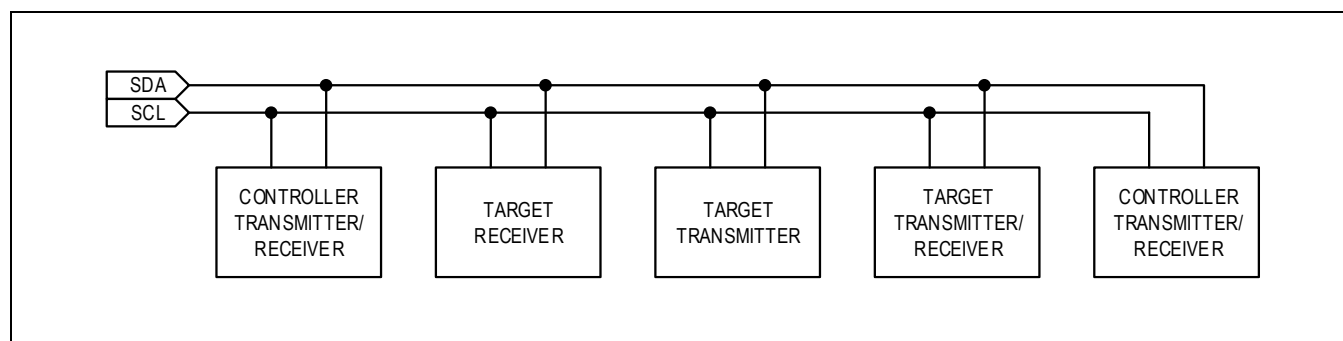 SDA
SCL
CONTROLLER
TRANSMITTER/
RECEIVER
TARGET
RECEIVER
TARGET
TRANSMITTER
TARGET
TRANSMITTER/
RECEIVER
CONTROLLER
TRANSMITTER/
RECEIVER